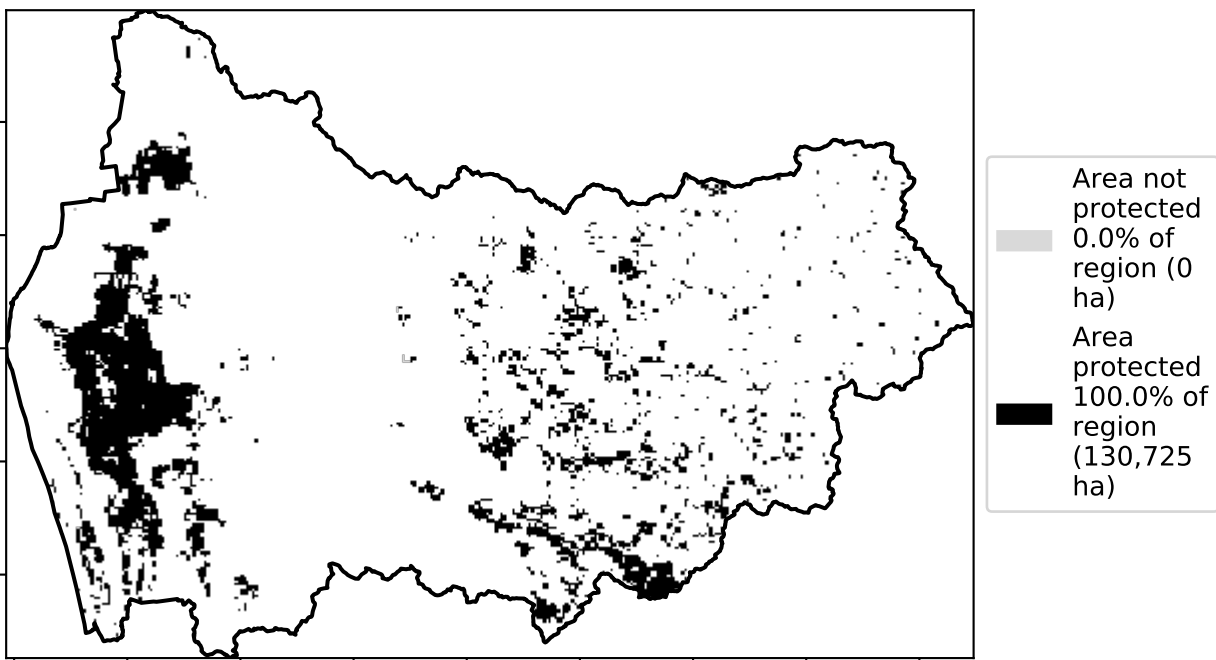 Area not
protected
0.0% of
region (0
ha)
Area
protected
100.0% of
region
(130,725
ha)